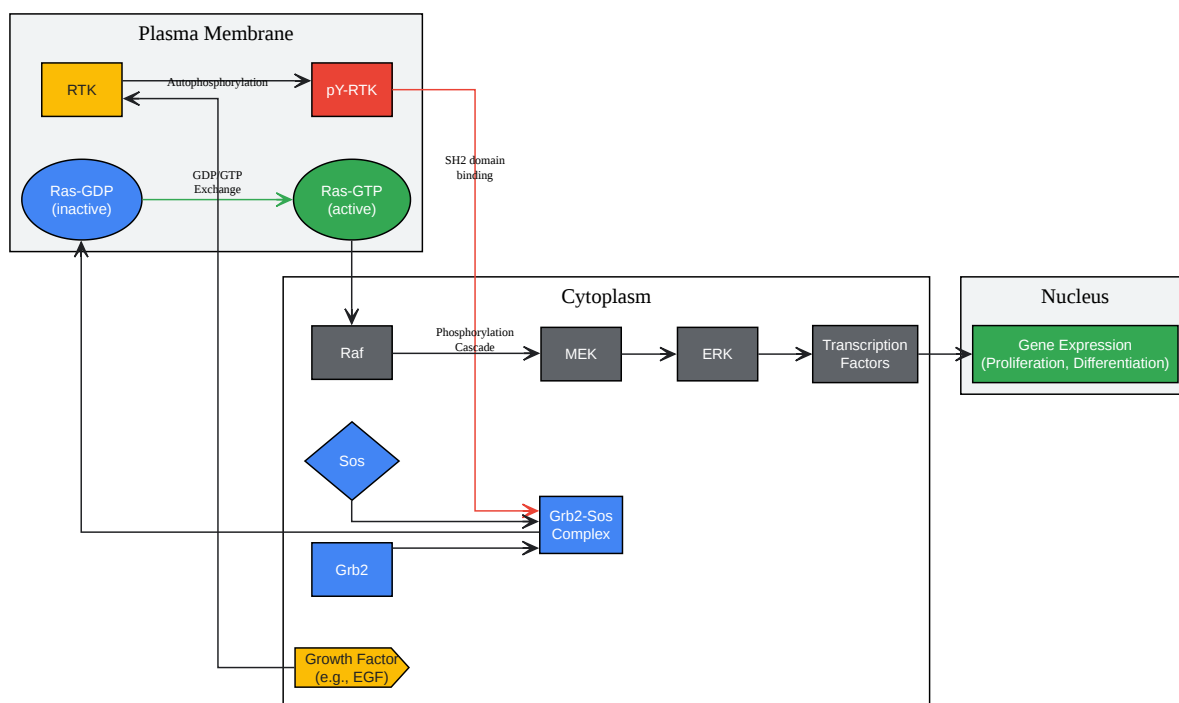 Plasma Membrane
RTK
Autophosphorylation
pY-RTK
SH2 domain
binding
Ras-GDP
(inactive)
GDP/GTP
Exchange
Ras-GTP
(active)
Cytoplasm
Nucleus
Raf
Phosphorylation
Cascade
MEK
ERK
Transcription
Factors
Gene Expression
(Proliferation, Differentiation)
Sos
Grb2-Sos
Complex
Grb2
Growth Factor
(e.g., EGF)